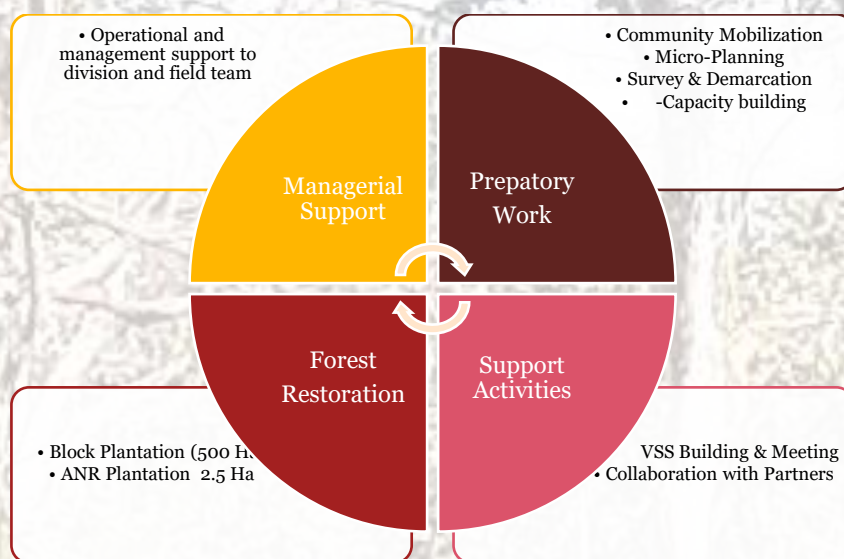 • Operational and
management support to
division and field team
• Community Mobilization
• Micro-Planning
• Survey & Demarcation
• -Capacity building
Managerial
Support
Prepatory
Work
Forest
Restoration
Support
Activities
• Block Plantation (500
• ANR Plantation 2.5 Ha
VSS Building & Meeting
• Collaboration with Partners